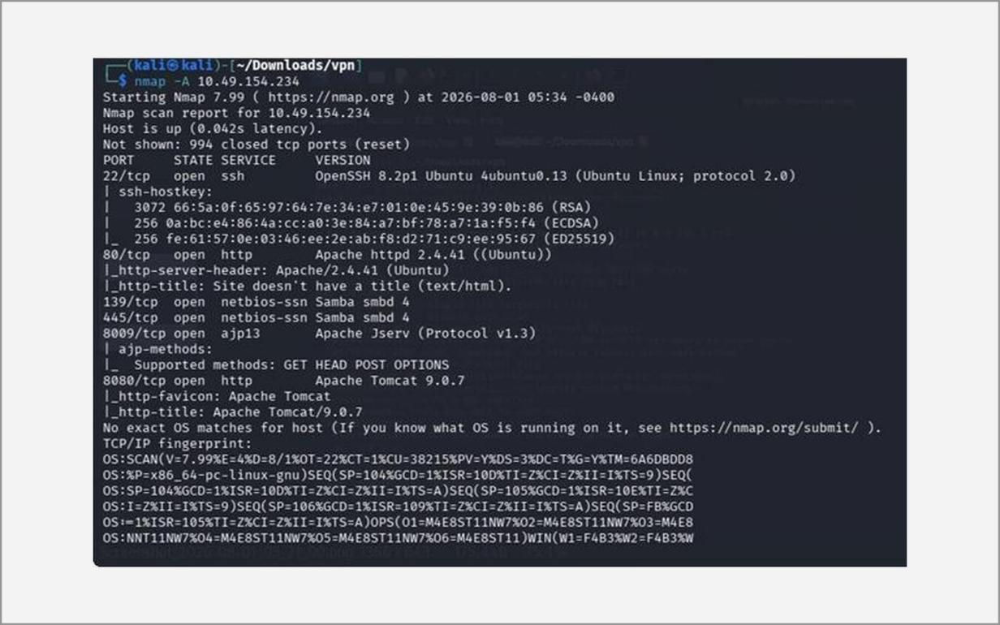 ┌──(kali㉿kali)-[~/Downloads/vpn]
└─$ nmap -A 10.49.154.234
Starting Nmap 7.99 ( https://nmap.org ) at 2026-08-01 05:34 -0400
Nmap scan report for 10.49.154.234
Host is up (0.042s latency).
Not shown: 994 closed tcp ports (reset)
PORT     STATE SERVICE     VERSION
22/tcp   open  ssh         OpenSSH 8.2p1 Ubuntu 4ubuntu0.13 (Ubuntu Linux; protocol 2.0)
| ssh-hostkey:
|   3072 66:5a:0f:65:97:64:7e:34:e7:01:0e:45:9e:39:0b:86 (RSA)
|   256 0a:bc:e4:86:4a:cc:a0:3e:84:a7:bf:78:a7:1a:f5:f4 (ECDSA)
|_  256 fe:61:57:0e:03:46:ee:2e:ab:f8:d2:71:c9:ee:95:67 (ED25519)
80/tcp   open  http        Apache httpd 2.4.41 ((Ubuntu))
|_http-server-header: Apache/2.4.41 (Ubuntu)
|_http-title: Site doesn't have a title (text/html).
139/tcp  open  netbios-ssn Samba smbd 4
445/tcp  open  netbios-ssn Samba smbd 4
8009/tcp open  ajp13       Apache Jserv (Protocol v1.3)
| ajp-methods:
|_  Supported methods: GET HEAD POST OPTIONS
8080/tcp open  http        Apache Tomcat 9.0.7
|_http-favicon: Apache Tomcat
|_http-title: Apache Tomcat/9.0.7
No exact OS matches for host (If you know what OS is running on it, see https://nmap.org/submit/ ).
TCP/IP fingerprint:
OS:SCAN(V=7.99%E=4%D=8/1%OT=22%CT=1%CU=38215%PV=Y%DS=3%DC=T%G=Y%TM=6A6DBDD8
OS:%P=x86_64-pc-linux-gnu)SEQ(SP=104%GCD=1%ISR=10D%TI=Z%CI=Z%II=I%TS=9)SEQ(
OS:SP=104%GCD=1%ISR=10D%TI=Z%CI=Z%II=I%TS=A)SEQ(SP=105%GCD=1%ISR=10E%TI=Z%C
OS:I=Z%II=I%TS=9)SEQ(SP=106%GCD=1%ISR=109%TI=Z%CI=Z%II=I%TS=A)SEQ(SP=FB%GCD
OS:=1%ISR=105%TI=Z%CI=Z%II=I%TS=A)OPS(O1=M4E8ST11NW7%O2=M4E8ST11NW7%O3=M4E8
OS:NNT11NW7%O4=M4E8ST11NW7%O5=M4E8ST11NW7%O6=M4E8ST11)WIN(W1=F4B3%W2=F4B3%W